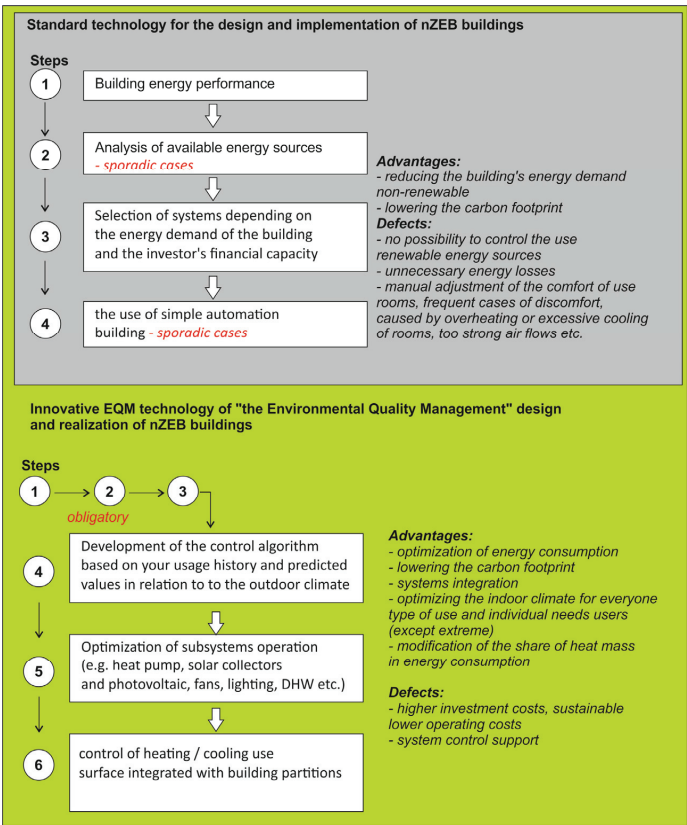 Standard technology for the design and implementation of nZEB buildings
Steps
1
Building energy performance
2
Analysis of available energy sources
- sporadic cases
3
Selection of systems depending on
the energy demand of the building
and the investor's financial capacity
4
the use of simple automation
building - sporadic cases
Advantages:
- reducing the building's energy demand
non-renewable
- lowering the carbon footprint
Defects:
- no possibility to control the use
renewable energy sources
- unnecessary energy losses
- manual adjustment of the comfort of use
rooms, frequent cases of discomfort,
caused by overheating or excessive cooling
of rooms, too strong air flows etc.
Innovative EQM technology of "the Environmental Quality Management" design
and realization of nZEB buildings
Steps
1 2 3
obligatory
4
Development of the control algorithm
based on your usage history and predicted
values in relation to to the outdoor climate
5
Optimization of subsystems operation
(e.g. heat pump, solar collectors
and photovoltaic, fans, lighting, DHW etc.)
6
control of heating / cooling use
surface integrated with building partitions
Advantages:
- optimization of energy consumption
- lowering the carbon footprint
- systems integration
- optimizing the indoor climate for everyone
type of use and individual needs users
(except extreme)
- modification of the share of heat mass
in energy consumption
Defects:
- higher investment costs, sustainable
lower operating costs
- system control support